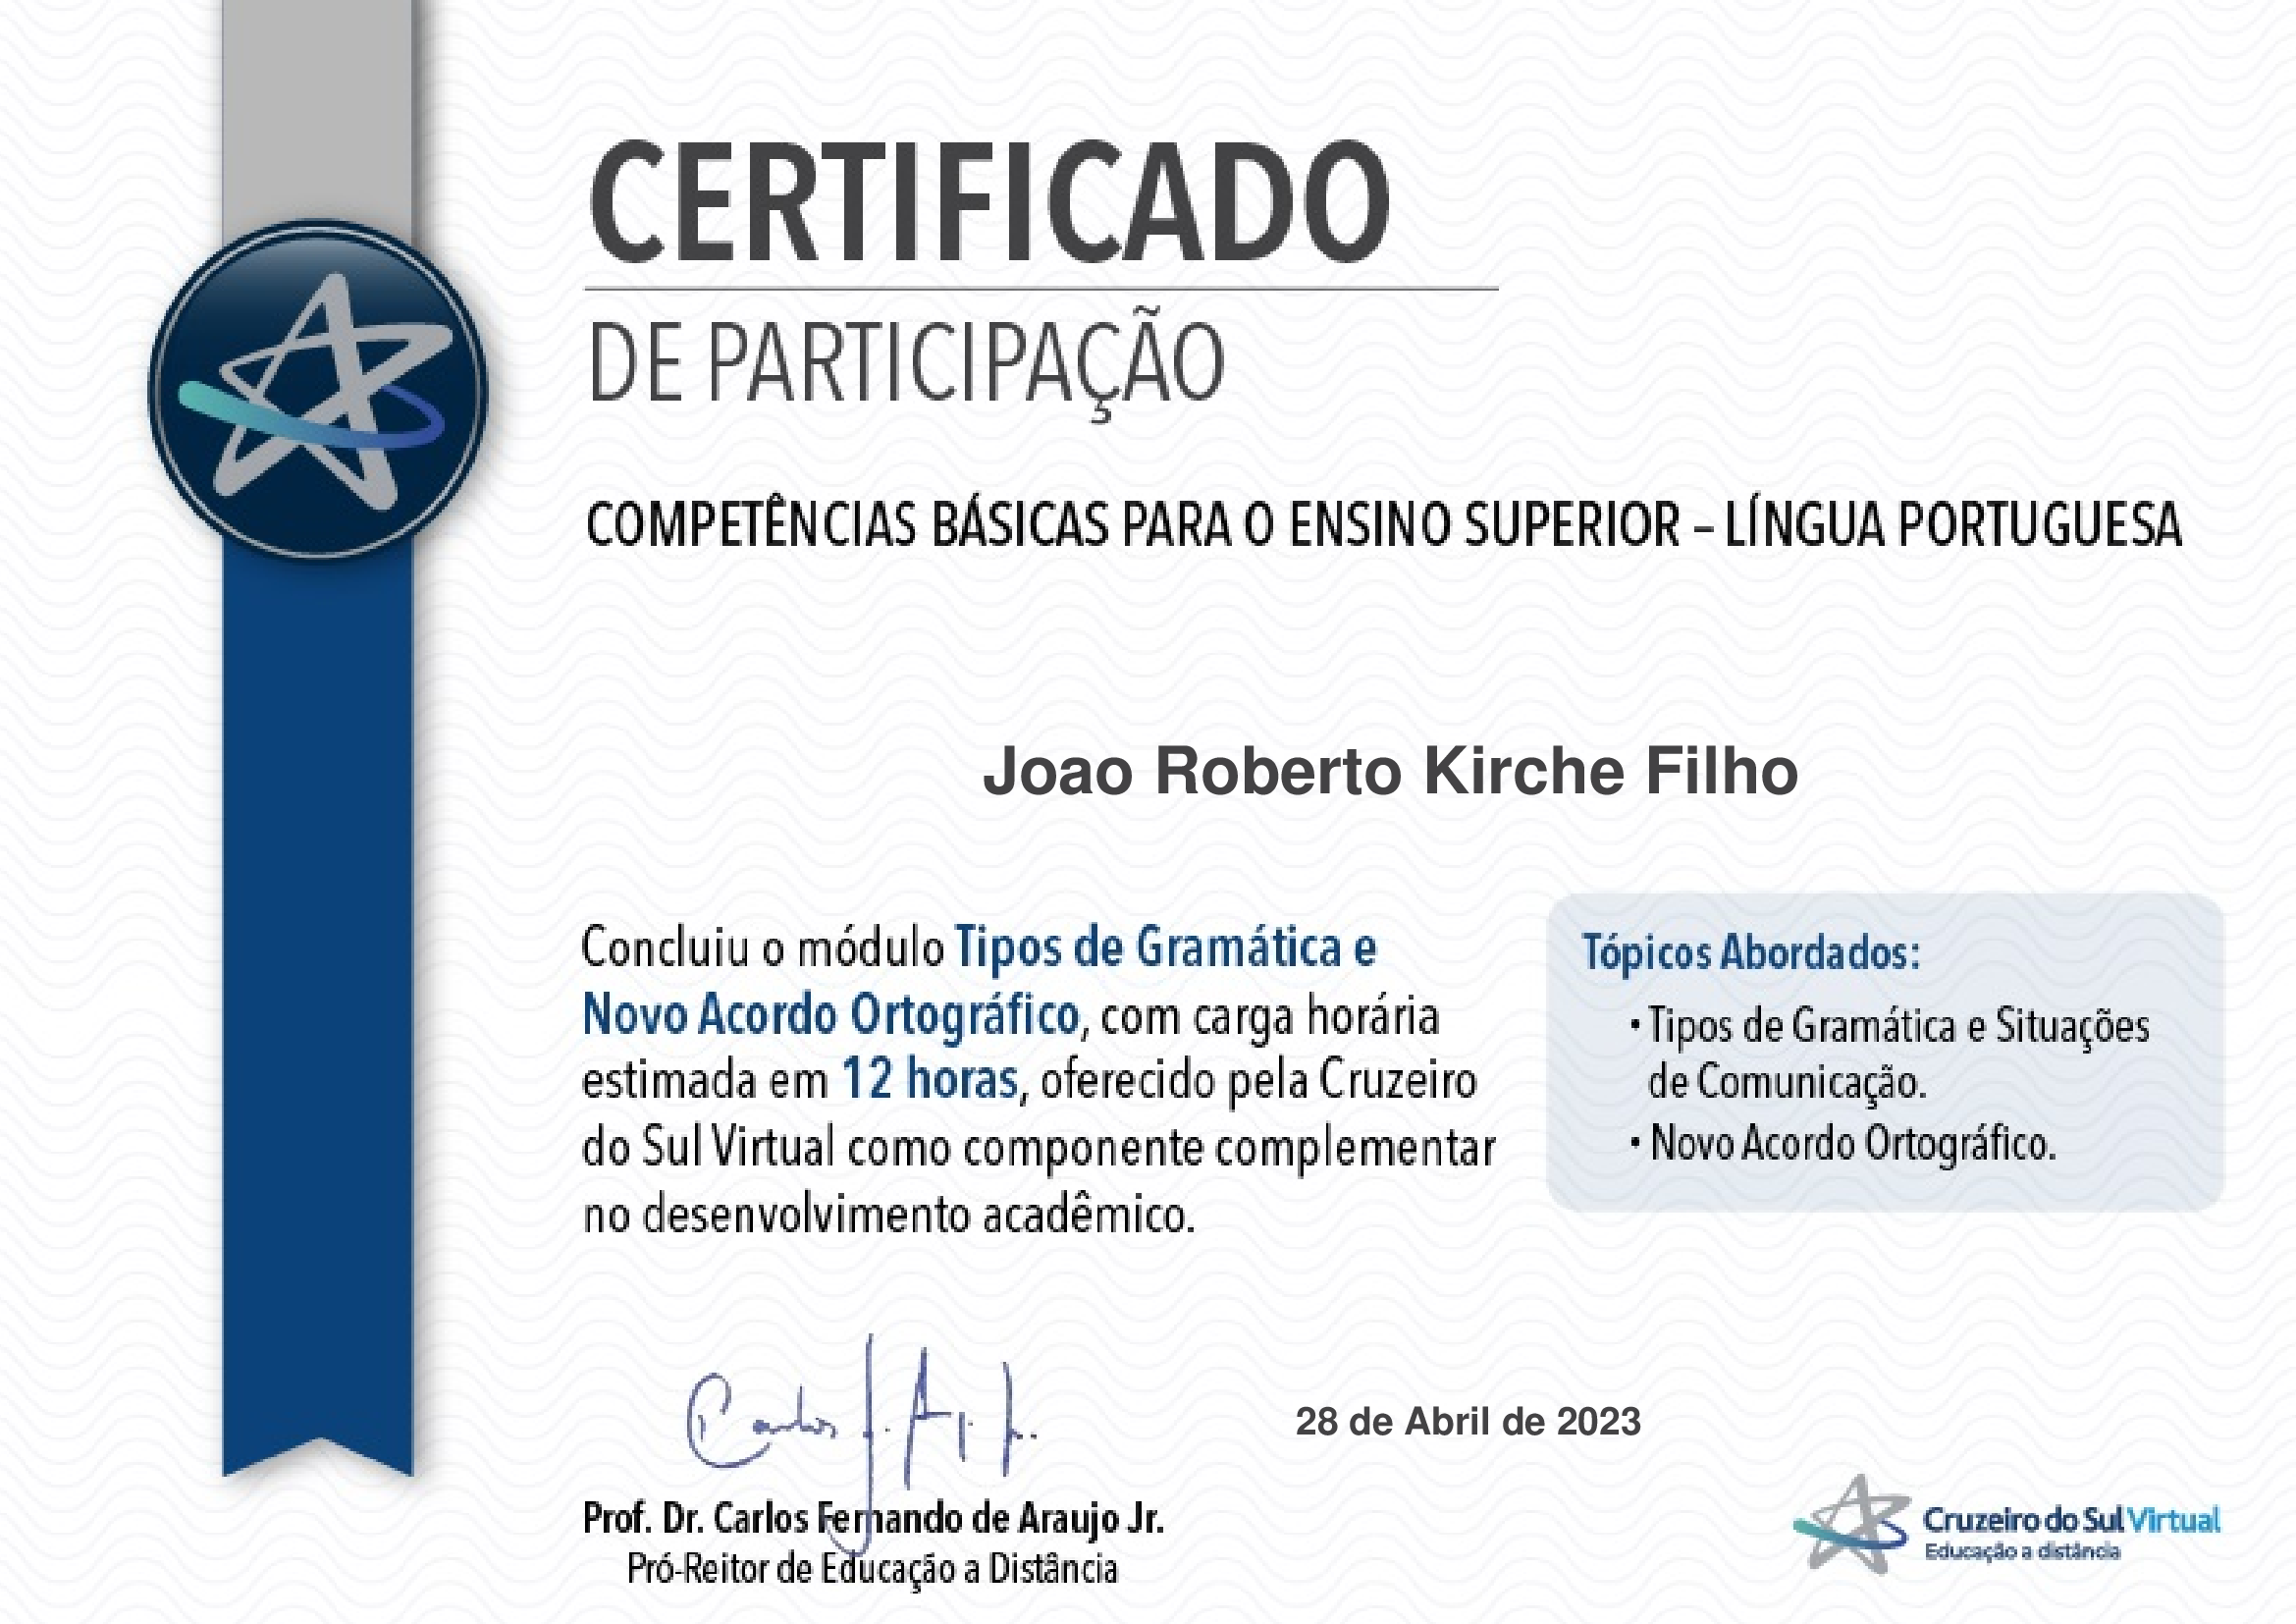 CERTIFICADO
DE PARTICIPAÇÃO
COMPETÊNCIAS BÁSICAS PARA O ENSINO SUPERIOR – LÍNGUA PORTUGUESA
Joao Roberto Kirche Filho
Concluiu o módulo Tipos de Gramática e
Novo Acordo Ortográfico, com carga horária
estimada em 12 horas, oferecido pela Cruzeiro
do Sul Virtual como componente complementar
no desenvolvimento acadêmico.
Tópicos Abordados:
• Tipos de Gramática e Situações
de Comunicação.
• Novo Acordo Ortográfico.
28 de Abril de 2023
Prof. Dr. Carlos Fernando de Araujo Jr.
Pró-Reitor de Educação a Distância
Cruzeiro do Sul Virtual
Educação a distância